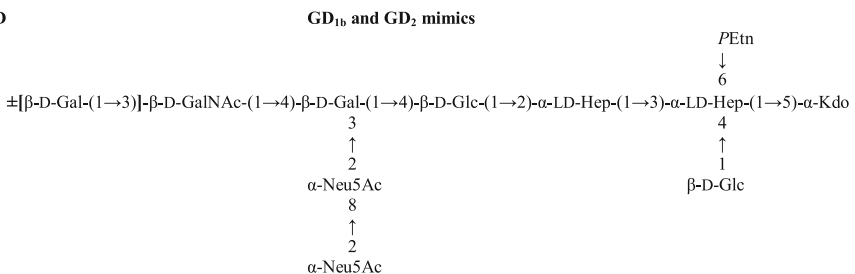 D GD1b and GD2 mimics
PEtn
↓
6
±[β-D-Gal-(1→3)]-β-D-GalNAc-(1→4)-β-D-Gal-(1→4)-β-D-Glc-(1→2)-α-LD-Hep-(1→3)-α-LD-Hep-(1→5)-α-Kdo
3 4
↑ ↑
2 1
α-Neu5Ac β-D-Glc
8
↑
2
α-Neu5Ac